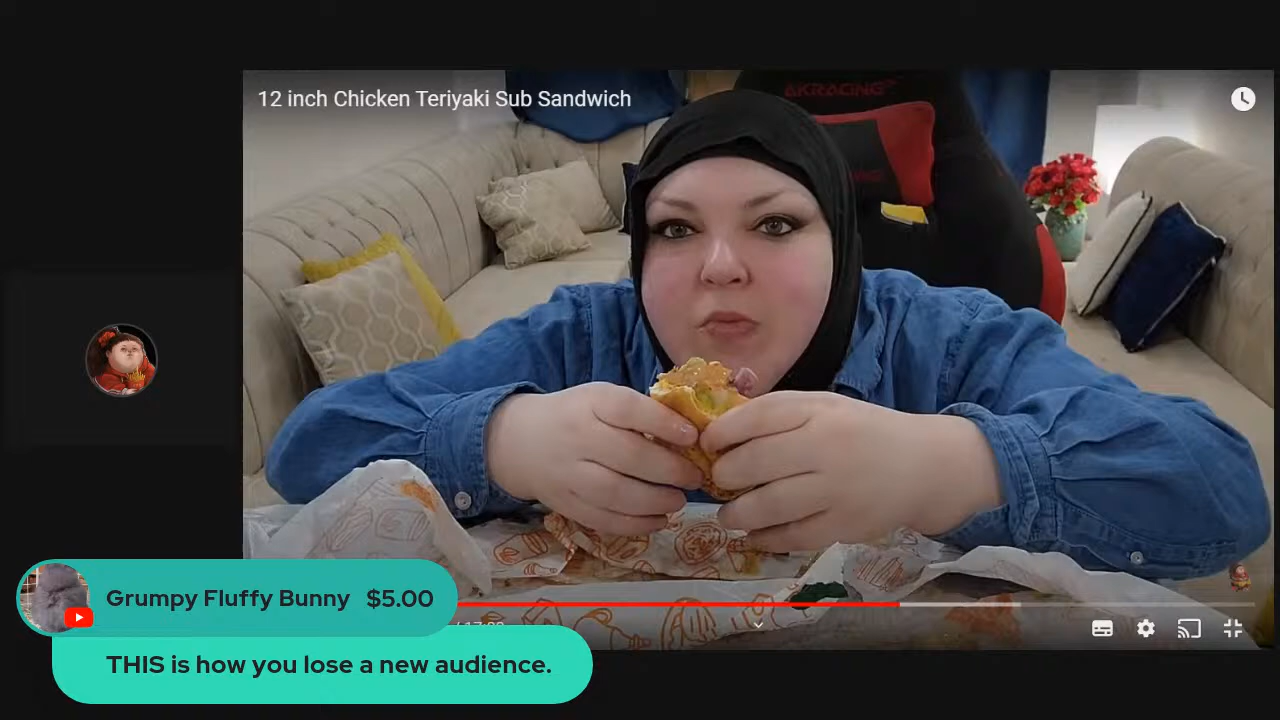 12 inch Chicken Teriyaki Sub Sandwich
AKRACING
Grumpy Fluffy Bunny $5.00
THIS is how you lose a new audience.